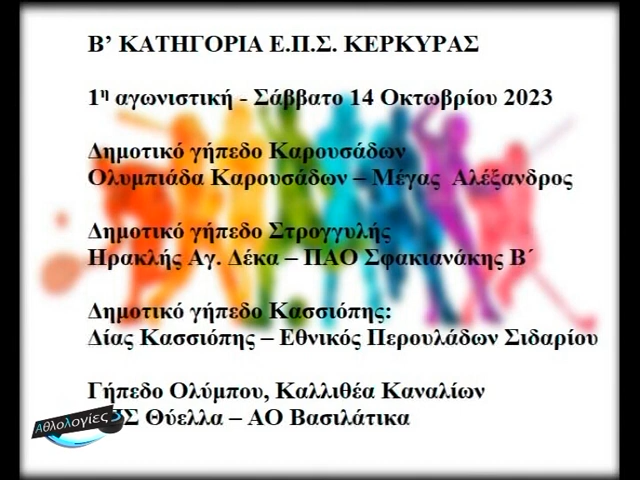 Β’ ΚΑΤΗΓΟΡΙΑ Ε.Π.Σ. ΚΕΡΚΥΡΑΣ
1η αγωνιστική - Σάββατο 14 Οκτωβρίου 2023
Δημοτικό γήπεδο Καρουσάδων
Ολυμπιάδα Καρουσάδων – Μέγας Αλέξανδρος
Δημοτικό γήπεδο Στρογγυλής
Ηρακλής Αγ. Δέκα – ΠΑΟ Σφακιανάκης Β΄
Δημοτικό γήπεδο Κασσιόπης:
Δίας Κασσιόπης – Εθνικός Περουλάδων Σιδαρίου
Γήπεδο Ολύμπου, Καλλιθέα Καναλίων
Θύελλα – ΑΟ Βασιλάτικα
Αθλολογίες